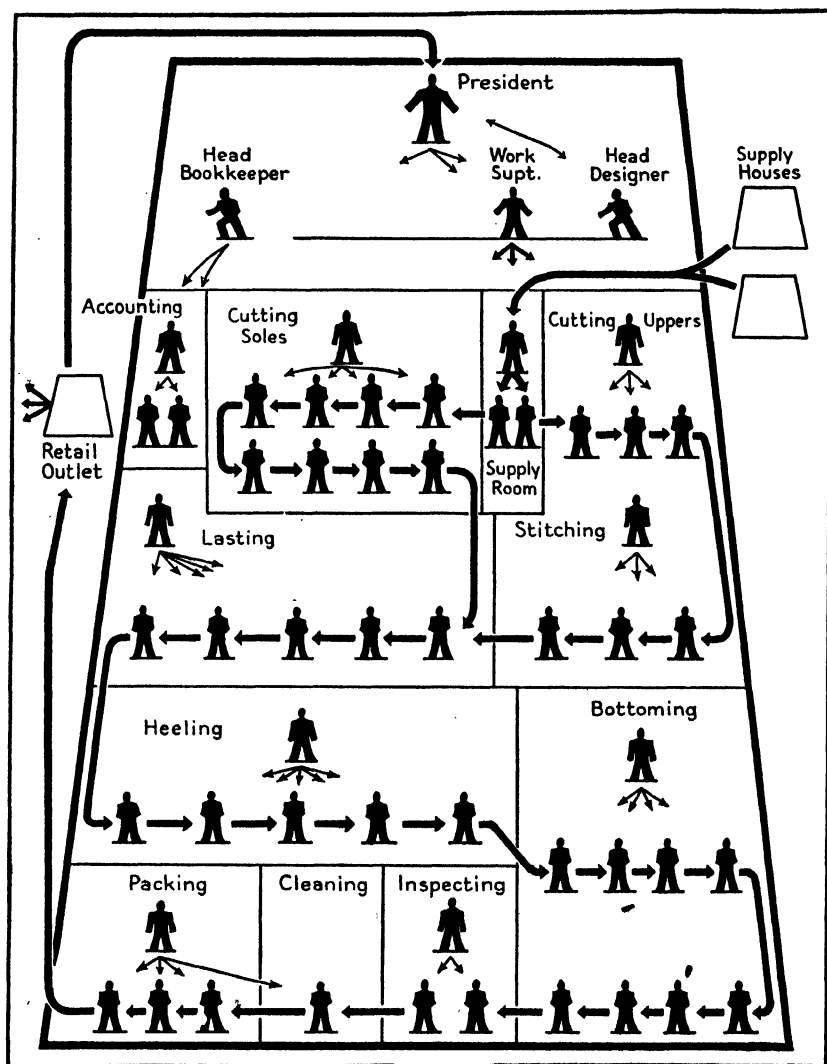 President
Head
Bookkeeper
Work
Supt.
Head
Designer
Supply
Houses
Accounting
Cutting
Soles
Cutting Uppers
Retail
Outlet
Supply
Room
Lasting
Stitching
Heeling
Bottoming
Packing
Cleaning
Inspecting